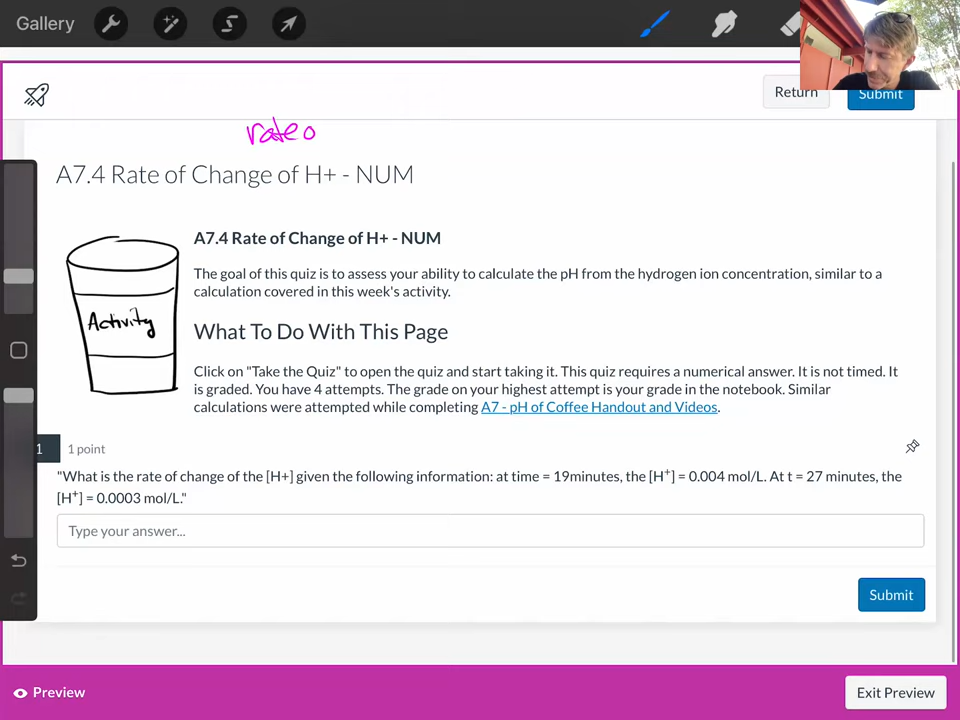 Gallery
Return
Submit
rate o
A7.4 Rate of Change of H+ - NUM
Activity
A7.4 Rate of Change of H+ - NUM
The goal of this quiz is to assess your ability to calculate the pH from the hydrogen ion concentration, similar to a
calculation covered in this week's activity.
What To Do With This Page
Click on "Take the Quiz" to open the quiz and start taking it. This quiz requires a numerical answer. It is not timed. It
is graded. You have 4 attempts. The grade on your highest attempt is your grade in the notebook. Similar
calculations were attempted while completing A7 - pH of Coffee Handout and Videos.
1
1 point
"What is the rate of change of the [H+] given the following information: at time = 19minutes, the [H⁺] = 0.004 mol/L. At t = 27 minutes, the
[H⁺] = 0.0003 mol/L."
Type your answer...
Submit
Preview
Exit Preview